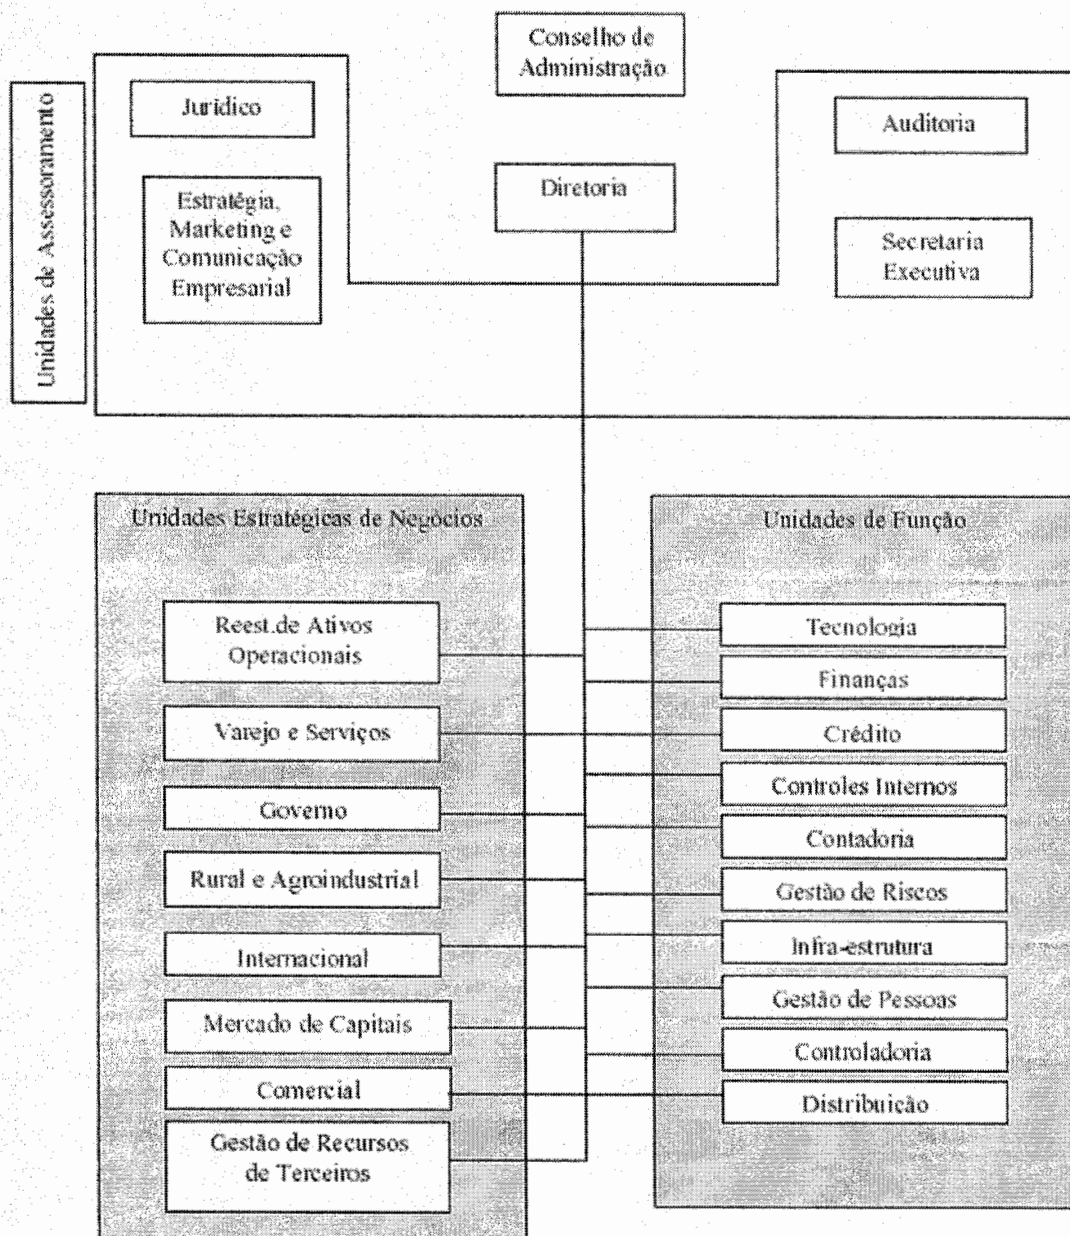 Conselho de
Administração
Jurídico
Auditoria
Unidades de Assessoramento
Diretoria
Estratégia,
Marketing e
Comunicação
Empresarial
Secretaria
Executiva
Unidades Estratégicas de Negócios
Reest.de Ativos
Operacionais
Varejo e Serviços
Governo
Rural e Agroindustrial
Internacional
Mercado de Capitais
Comercial
Gestão de Recursos
de Terceiros
Unidades de Função
Tecnologia
Finanças
Crédito
Controles Internos
Contadoria
Gestão de Riscos
Infra-estrutura
Gestão de Pessoas
Controladoria
Distribuição